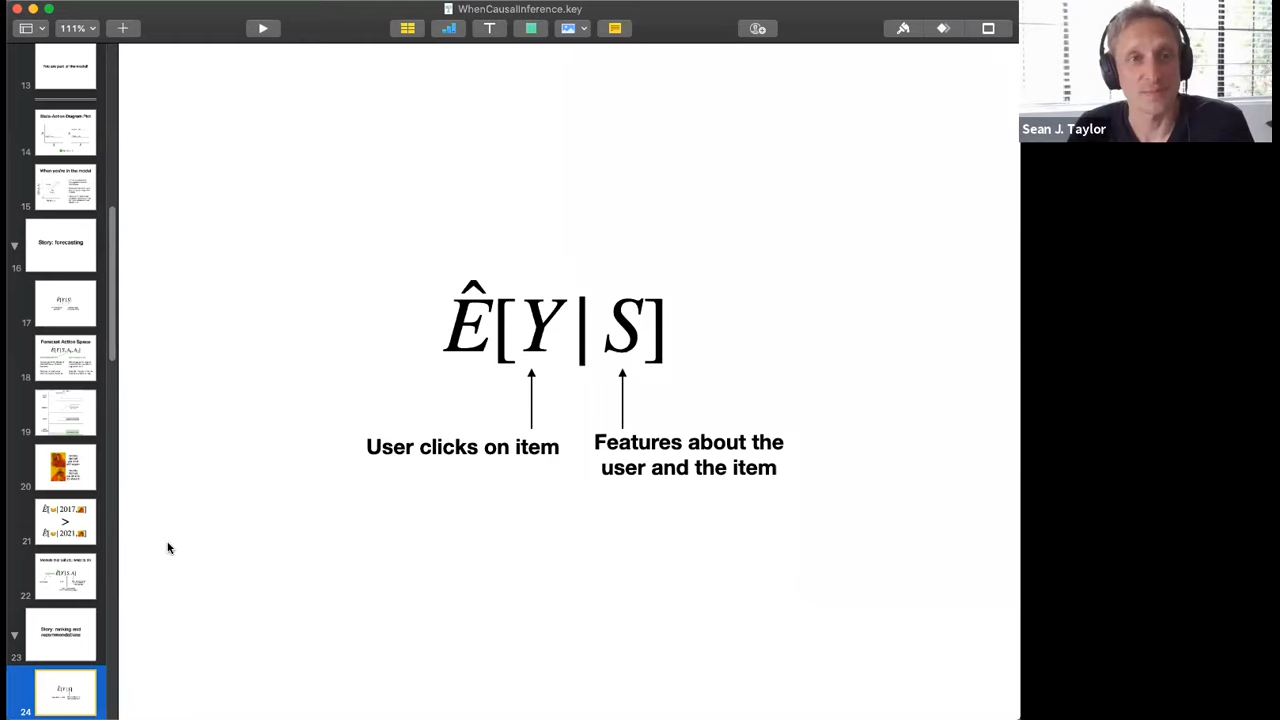 WhenCausalInference.key
111%
Sean J. Taylor
You are part of the model!
13
State-Action Diagram Plot
14
When you're in the model
15
Story: forecasting
16
17
Forecast Action Space
18
19
20
Ê[😀| 2017,🏠]
>
Ê[😀| 2021,🏠]
21
22
Story: ranking and
recommendations
23
24
Ê[Y | S]
User clicks on item
Features about the
user and the item